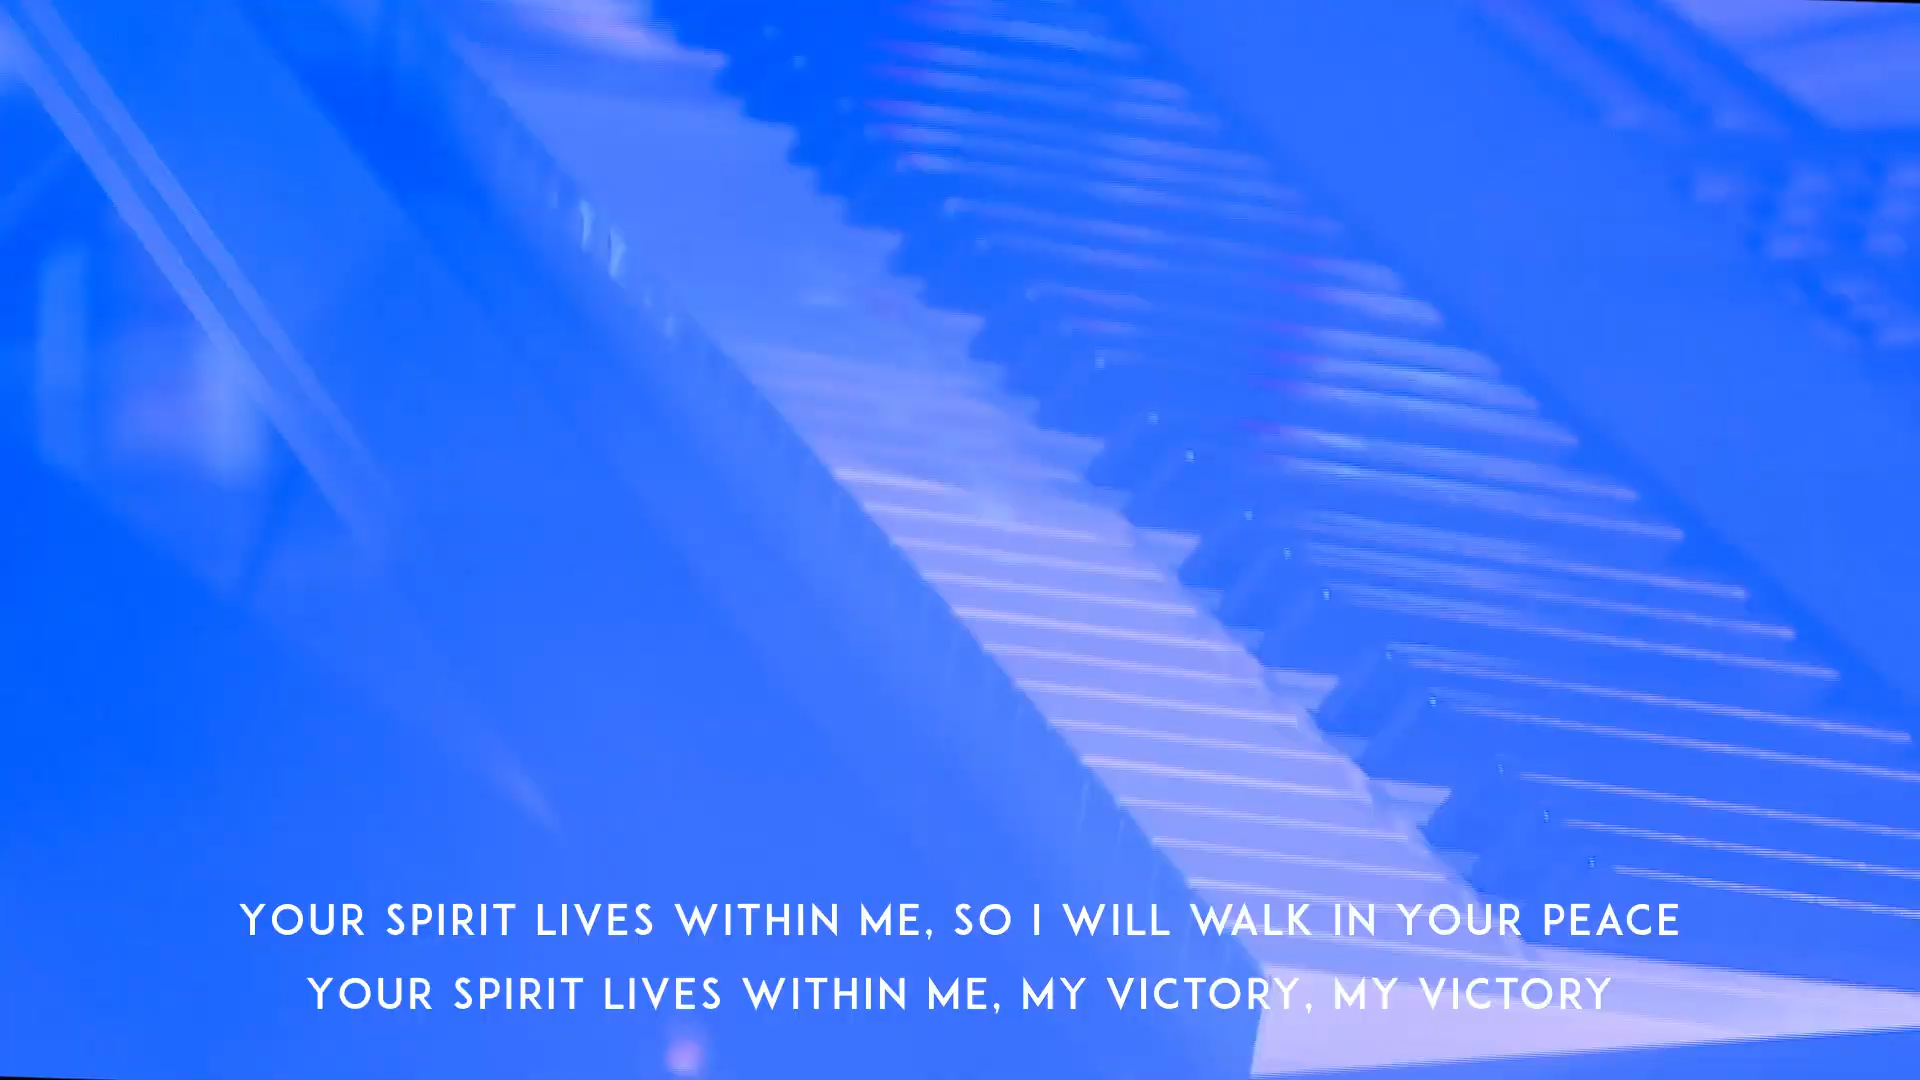 YOUR SPIRIT LIVES WITHIN ME, SO I WILL WALK IN YOUR PEACE
YOUR SPIRIT LIVES WITHIN ME, MY VICTORY, MY VICTORY